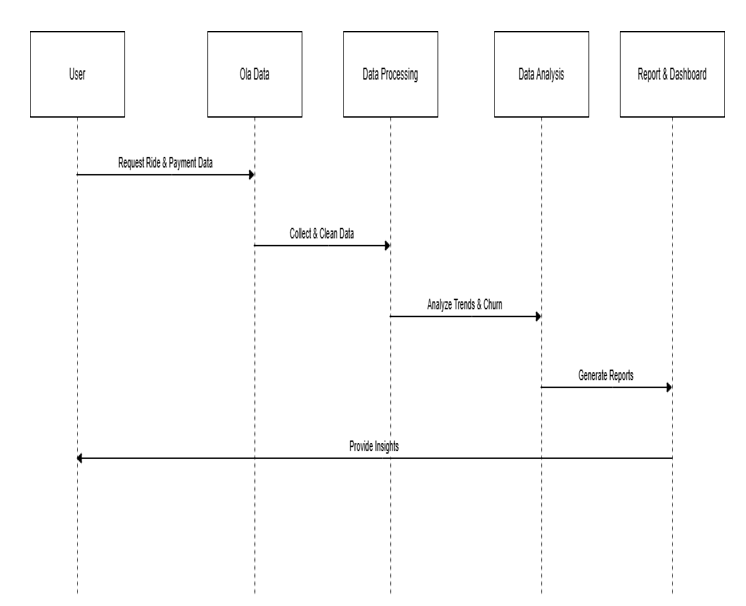 User
Ola Data
Data Processing
Data Analysis
Report & Dashboard
Request Ride & Payment Data
Collect & Clean Data
Analyze Trends & Churn
Generate Reports
Provide Insights